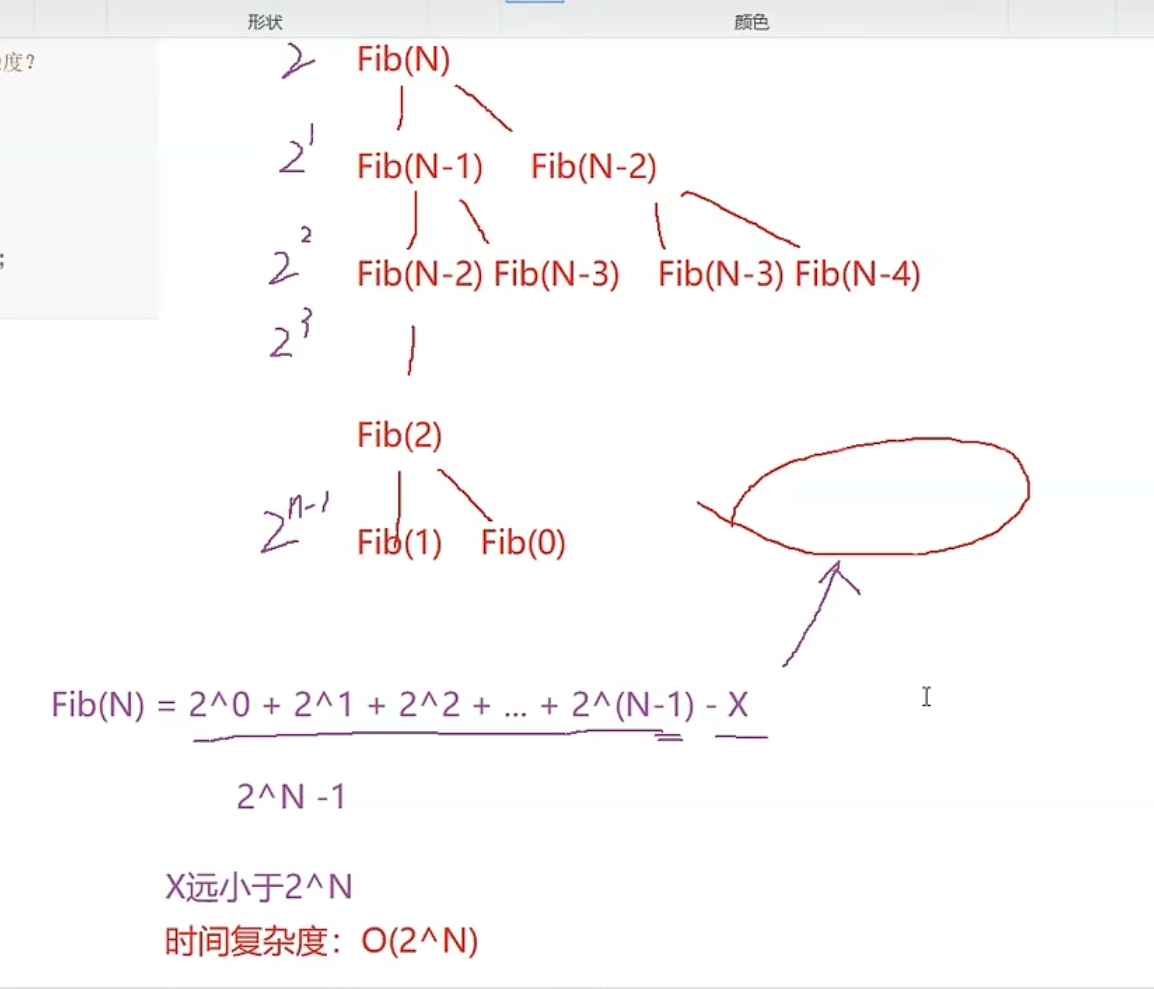 形状 颜色
度?
2 Fib(N)
2^1 Fib(N-1) Fib(N-2)
;
2^2 Fib(N-2) Fib(N-3) Fib(N-3) Fib(N-4)
2^3
Fib(2)
2^n-1 Fib(1) Fib(0)
Fib(N) = 2^0 + 2^1 + 2^2 + ... + 2^(N-1) - X
2^N -1
X远小于2^N
时间复杂度：O(2^N)